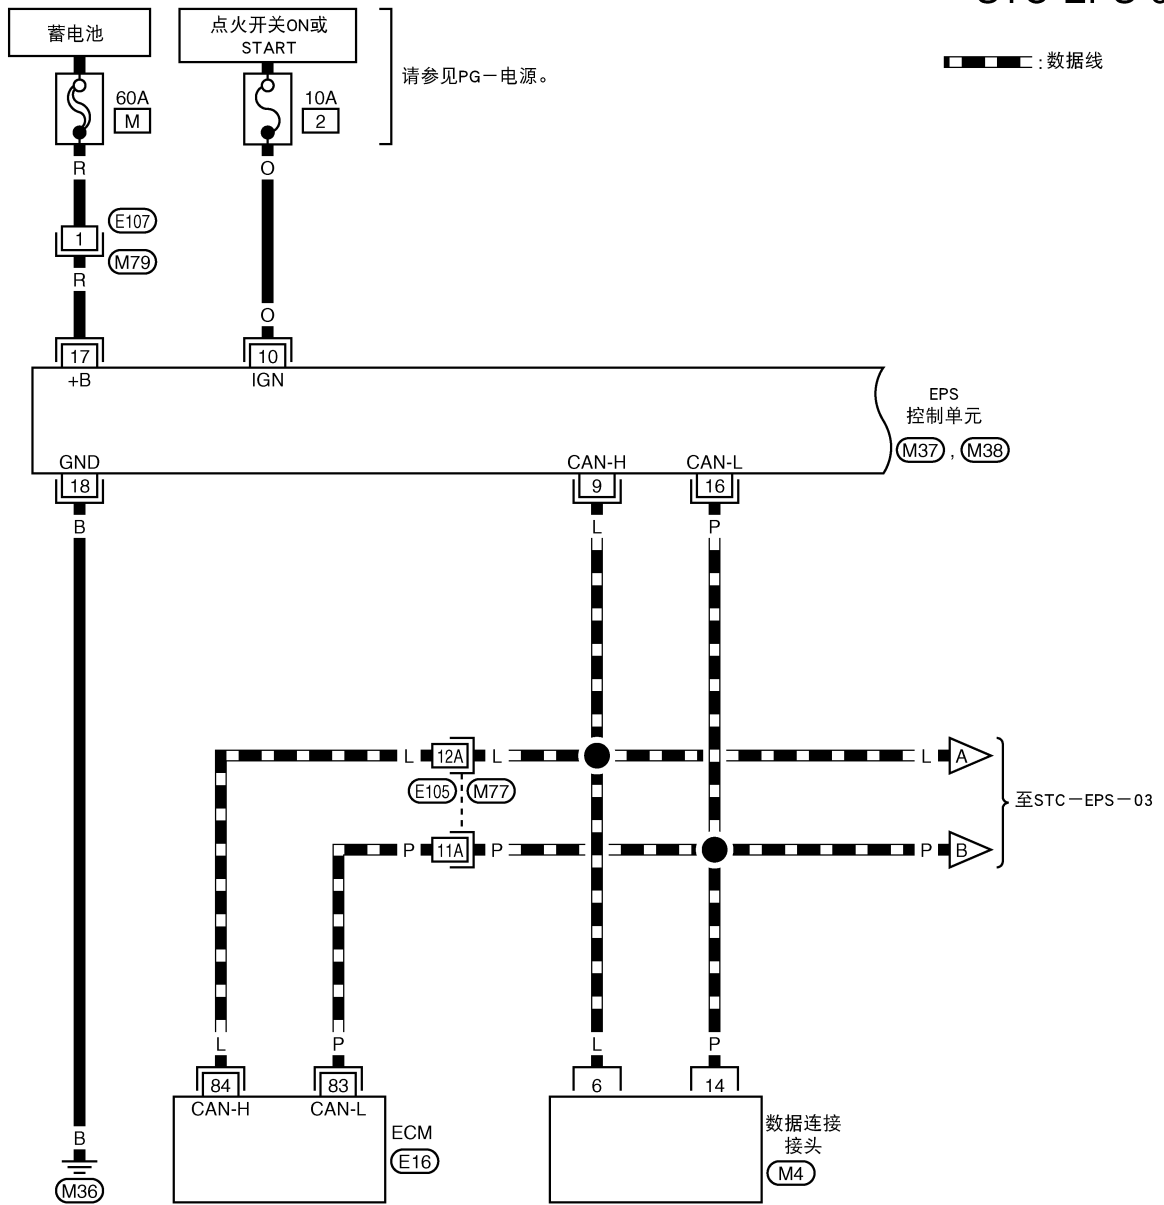 蓄电池
点火开关ON或
START
请参见PG－电源。
:数据线
60A
M
10A
2
R
O
1
E107
M79
R
O
17
10
+B
IGN
EPS
控制单元
M37 , M38
GND
CAN-H
CAN-L
18
9
16
B
L
P
L
12A
L
L
A
E105
M77
至STC－EPS－03
P
11A
P
P
B
L
P
L
P
84
83
6
14
CAN-H
CAN-L
ECM
E16
数据连接
接头
M4
B
M36